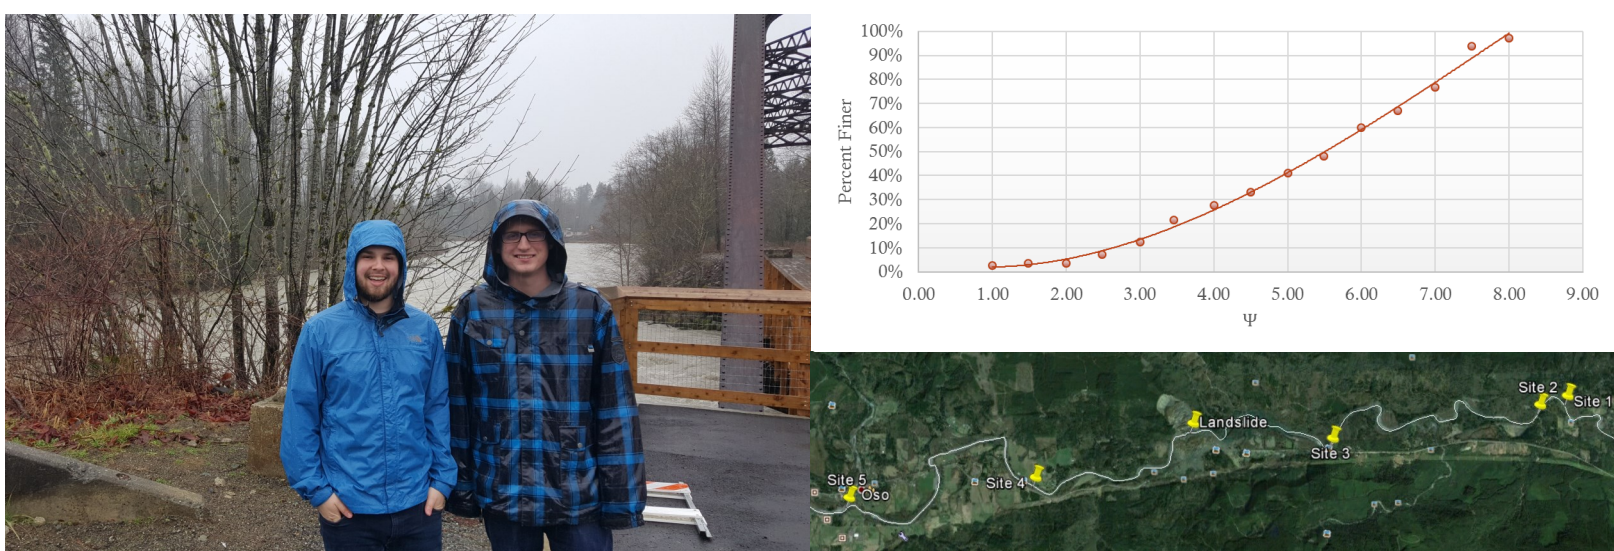 100%
90%
80%
70%
60%
50%
40%
30%
20%
10%
0%
Percent Finer
0.00 1.00 2.00 3.00 4.00 5.00 6.00 7.00 8.00 9.00
Ψ
Site 2
Site 1
Landslide
Site 3
Site 4
Site 5
Oso